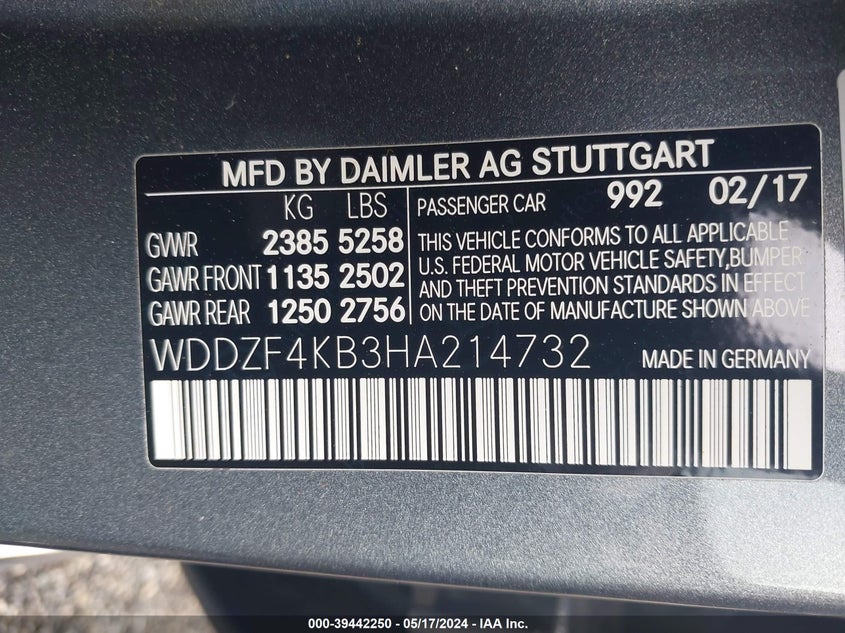 MFD BY DAIMLER AG STUTTGART
KG LBS
GVWR 2385 5258
GAWR FRONT 1135 2502
GAWR REAR 1250 2756
PASSENGER CAR 992 02/17
THIS VEHICLE CONFORMS TO ALL APPLICABLE
U.S. FEDERAL MOTOR VEHICLE SAFETY,BUMPER
AND THEFT PREVENTION STANDARDS IN EFFECT
ON THE DATE OF MANUFACTURE SHOWN ABOVE
WDDZF4KB3HA214732 MADE IN GERMANY
000-39442250 - 05/17/2024 - IAA Inc.